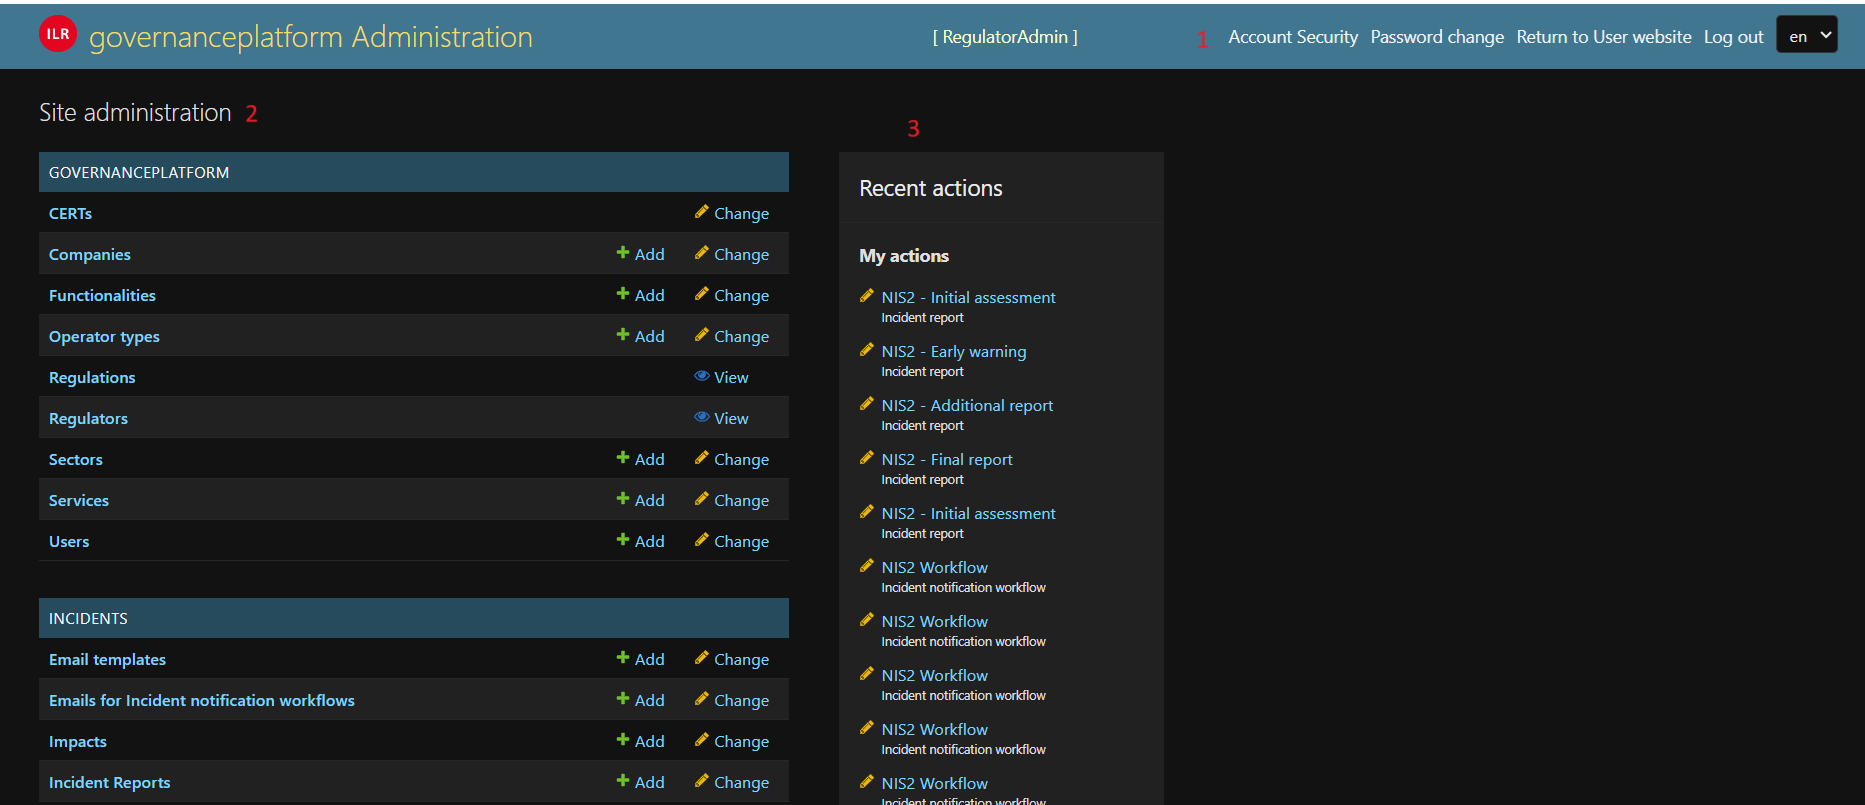 ILR governanceplatform Administration [ RegulatorAdmin ] 1 Account Security Password change Return to User website Log out en
Site administration 2
GOVERNANCEPLATFORM
CERTs Change
Companies Add Change
Functionalities Add Change
Operator types Add Change
Regulations View
Regulators View
Sectors Add Change
Services Add Change
Users Add Change
INCIDENTS
Email templates Add Change
Emails for Incident notification workflows Add Change
Impacts Add Change
Incident Reports Add Change
3
Recent actions
My actions
NIS2 - Initial assessment
Incident report
NIS2 - Early warning
Incident report
NIS2 - Additional report
Incident report
NIS2 - Final report
Incident report
NIS2 - Initial assessment
Incident report
NIS2 Workflow
Incident notification workflow
NIS2 Workflow
Incident notification workflow
NIS2 Workflow
Incident notification workflow
NIS2 Workflow
Incident notification workflow
NIS2 Workflow
Incident notification workflow